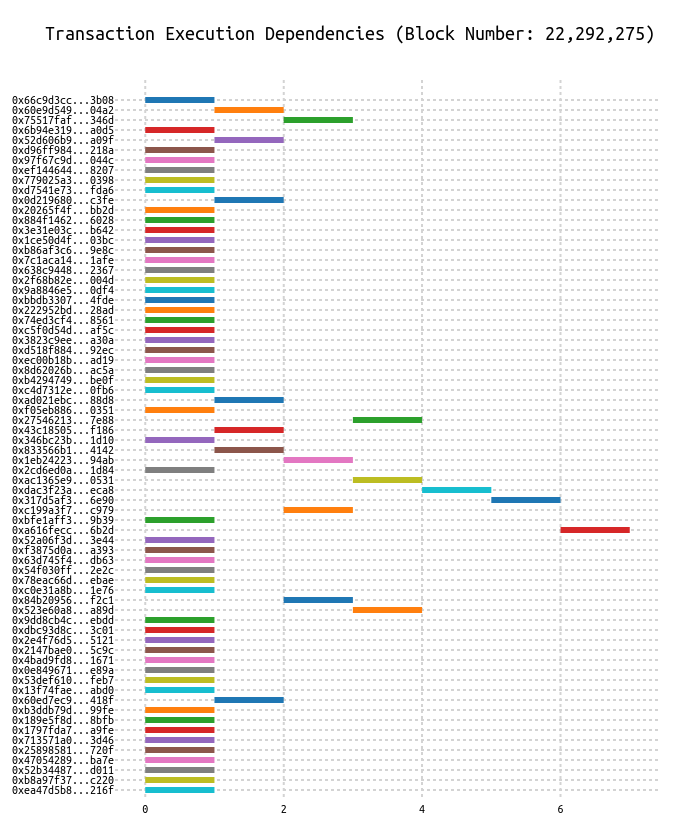 Transaction Execution Dependencies (Block Number: 22,292,275)
0x66c9d3cc...3b08
0x60e9d549...04a2
0x75517faf...346d
0x6b94e319...a0d5
0x52d606b9...a09f
0xd96ff984...218a
0x97f67c9d...044c
0xef144644...8207
0x779025a3...0398
0xd7541e73...fda6
0x0d219680...c3fe
0x20265f4f...bb2d
0x884f1462...6028
0x3e31e03c...b642
0x1ce50d4f...03bc
0xb86af3c6...9e8c
0x7c1aca14...1afe
0x638c9448...2367
0x2f68b82e...004d
0x9a8846e5...0df4
0xbbdb3307...4fde
0x222952bd...28ad
0x74ed3cf4...8561
0xc5f0d54d...af5c
0x3823c9ee...a30a
0xd518f884...92ec
0xec00b18b...ad19
0x8d62026b...ac5a
0xb4294749...be0f
0xc4d7312e...0fb6
0xad021ebc...88d8
0xf05eb886...0351
0x27546213...7e88
0x43c18505...f186
0x346bc23b...1d10
0x833566b1...4142
0x1eb24223...94ab
0x2cd6ed0a...1d84
0xac1365e9...0531
0xdac3f23a...eca8
0x317d5af3...6e90
0xc199a3f7...c979
0xbfe1aff3...9b39
0xa616fecc...6b2d
0x52a06f3d...3e44
0xf3875d0a...a393
0x63d745f4...db63
0x54f030ff...2e2c
0x78eac66d...ebae
0xc0e31a8b...1e76
0x84b20956...f2c1
0x523e60a8...a89d
0x9dd8cb4c...ebdd
0xdbc93d8c...3c01
0x2e4f76d5...5121
0x2147bae0...5c9c
0x4bad9fd8...1671
0x0e849671...e89a
0x53def610...feb7
0x13f74fae...abd0
0x60ed7ec9...418f
0xb3ddb79d...99fe
0x189e5f8d...8bfb
0x1797fda7...a9fe
0x713571a0...3d46
0x25898581...720f
0x47054289...ba7e
0x52b34487...d011
0xb8a97f37...c220
0xea47d5b8...216f
0 2 4 6